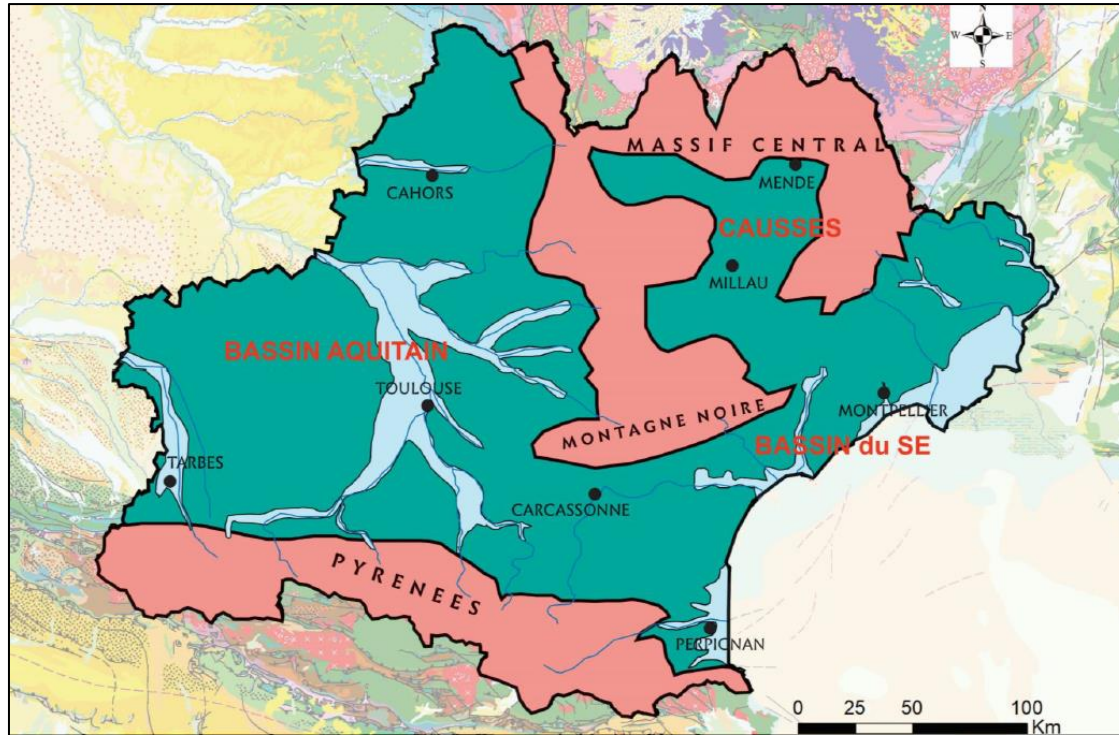 N
W E
S
MASSIF CENTRAL
MENDE
CAHORS
CAUSSES
MILLAU
BASSIN AQUITAIN
TOULOUSE
MONTPELLIER
MONTAGNE NOIRE
BASSIN du SE
TARBES
CARCASSONNE
PYRENEES
PERPIGNAN
0 25 50 100
Km